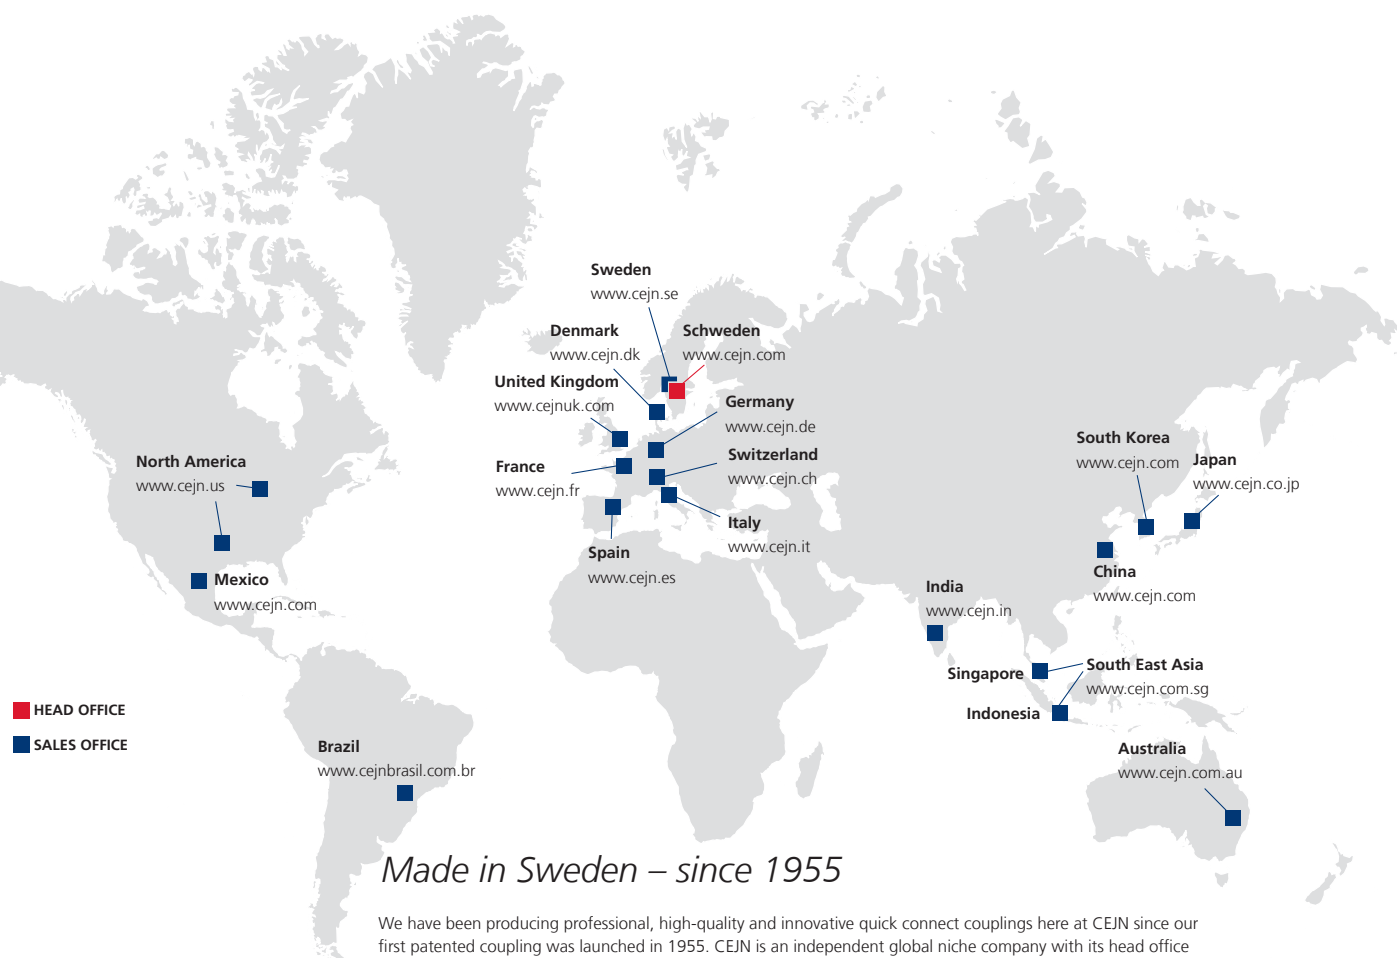 Sweden
www.cejn.se
Denmark
www.cejn.dk
Schweden
www.cejn.com
United Kingdom
www.cejnuk.com
Germany
www.cejn.de
France
www.cejn.fr
Switzerland
www.cejn.ch
Italy
www.cejn.it
Spain
www.cejn.es
North America
www.cejn.us
Mexico
www.cejn.com
South Korea
www.cejn.com
Japan
www.cejn.co.jp
China
www.cejn.com
India
www.cejn.in
Singapore
South East Asia
www.cejn.com.sg
Indonesia
HEAD OFFICE
SALES OFFICE
Brazil
www.cejnbrasil.com.br
Australia
www.cejn.com.au
Made in Sweden – since 1955
We have been producing professional, high-quality and innovative quick connect couplings here at CEJN since our
first patented coupling was launched in 1955. CEJN is an independent global niche company with its head office